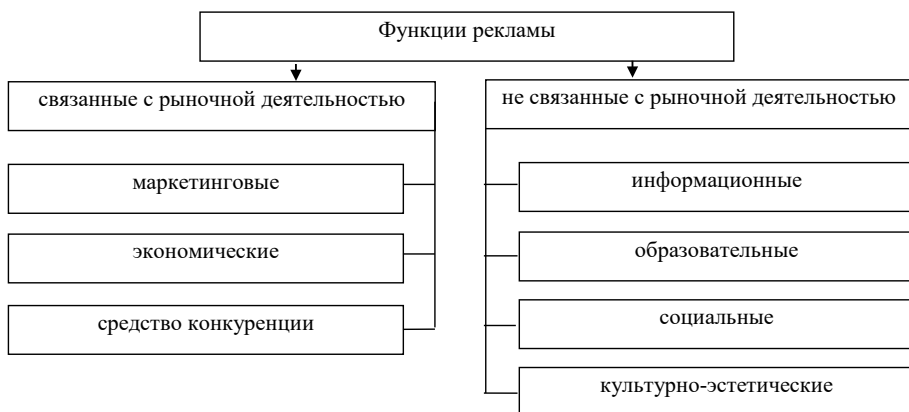 Функции рекламы
связанные с рыночной деятельностью
не связанные с рыночной деятельностью
маркетинговые
экономические
средство конкуренции
информационные
образовательные
социальные
культурно-эстетические